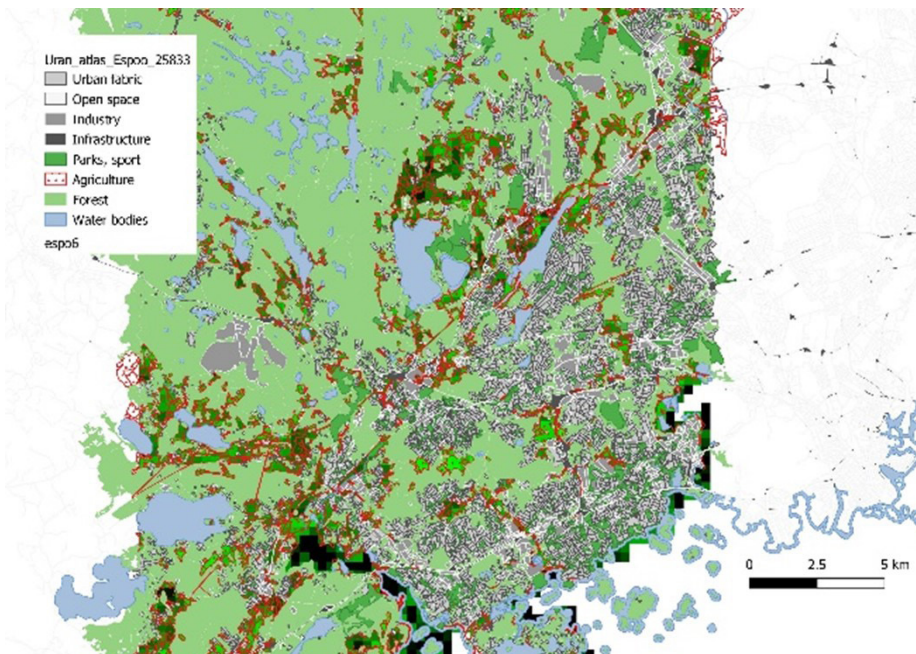 Uran_atlas_Espoo_25833
Urban fabric
Open space
Industry
Infrastructure
Parks, sport
Agriculture
Forest
Water bodies
espo6
0 2.5 5 km